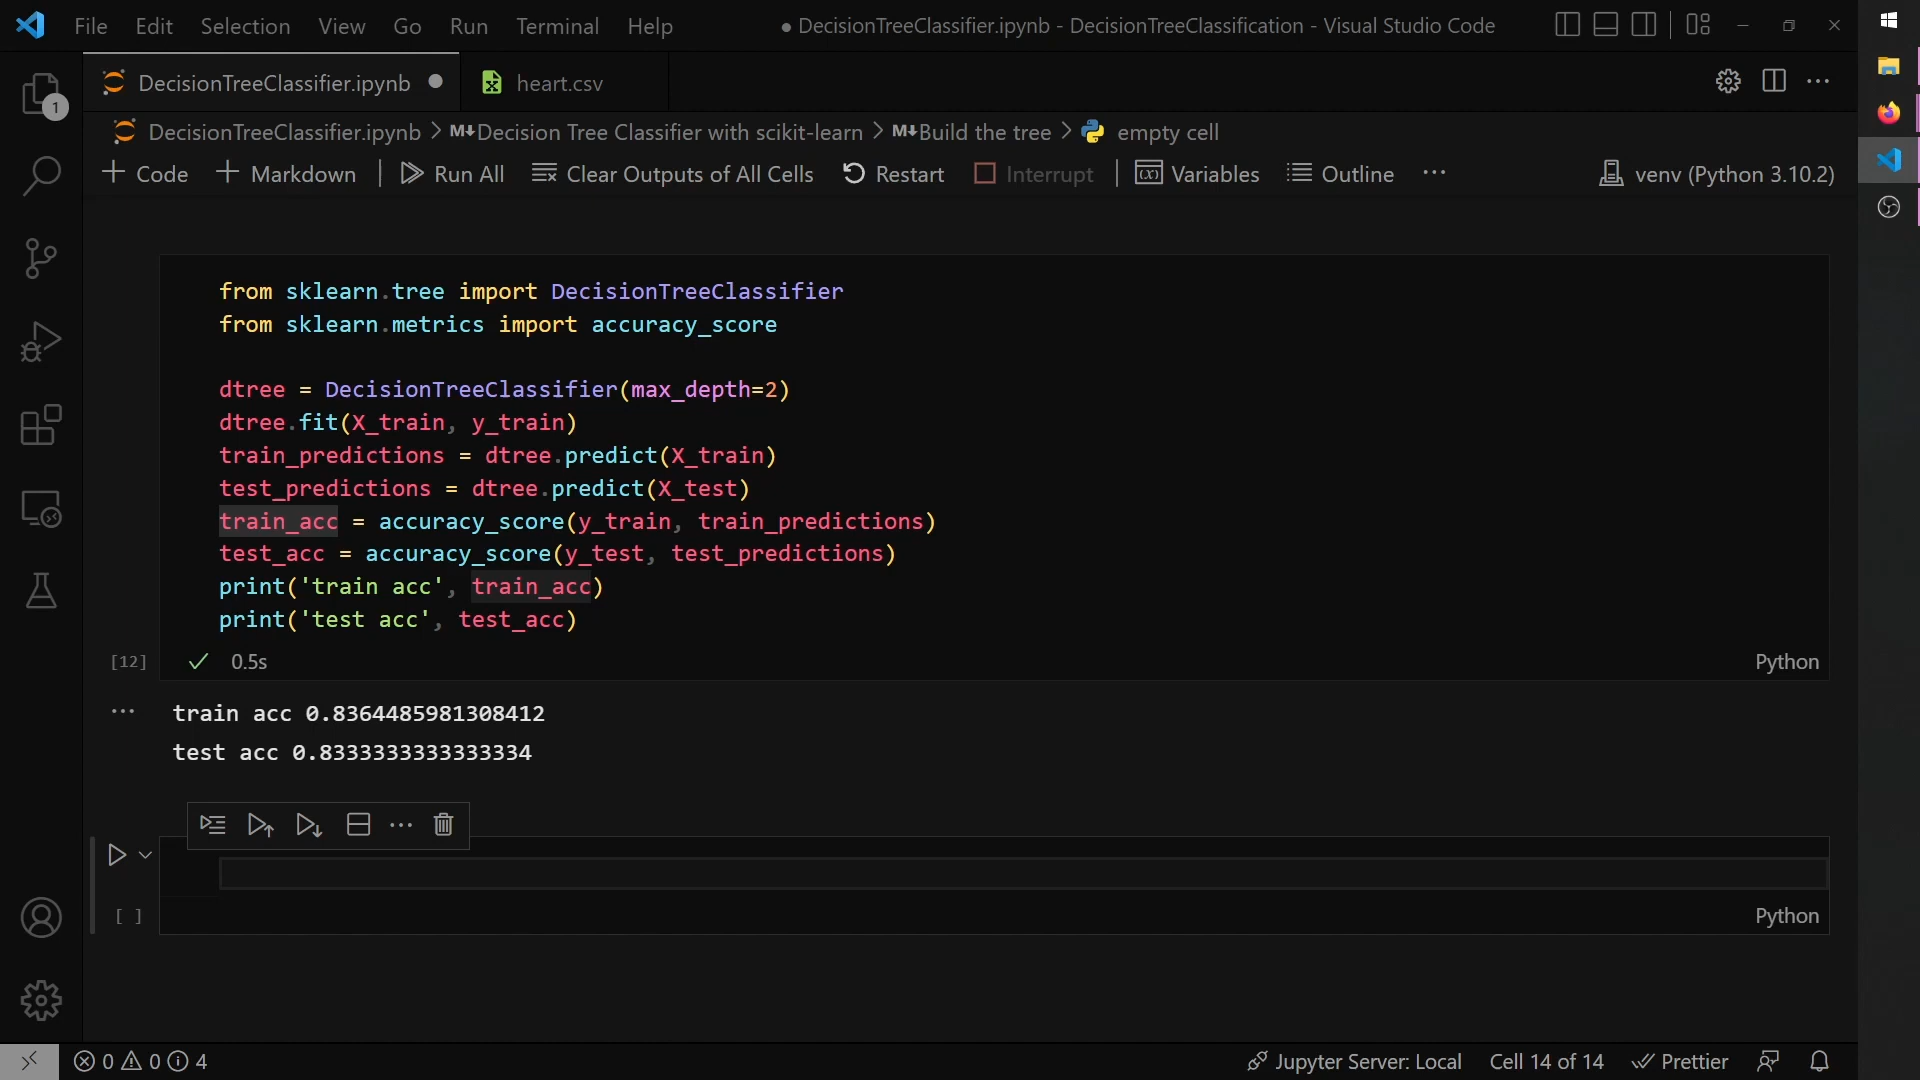 File Edit Selection View Go Run Terminal Help ● DecisionTreeClassifier.ipynb - DecisionTreeClassification - Visual Studio Code
DecisionTreeClassifier.ipynb ● heart.csv
1
DecisionTreeClassifier.ipynb > M↓Decision Tree Classifier with scikit-learn > M↓Build the tree > empty cell
+ Code + Markdown | Run All Clear Outputs of All Cells Restart Interrupt | Variables Outline ··· venv (Python 3.10.2)
from sklearn.tree import DecisionTreeClassifier
from sklearn.metrics import accuracy_score
dtree = DecisionTreeClassifier(max_depth=2)
dtree.fit(X_train, y_train)
train_predictions = dtree.predict(X_train)
test_predictions = dtree.predict(X_test)
train_acc = accuracy_score(y_train, train_predictions)
test_acc = accuracy_score(y_test, test_predictions)
print('train acc', train_acc)
print('test acc', test_acc)
[12] ✓ 0.5s Python
train acc 0.8364485981308412
test acc 0.8333333333333334
[ ] Python
0 0 4 Jupyter Server: Local Cell 14 of 14 Prettier